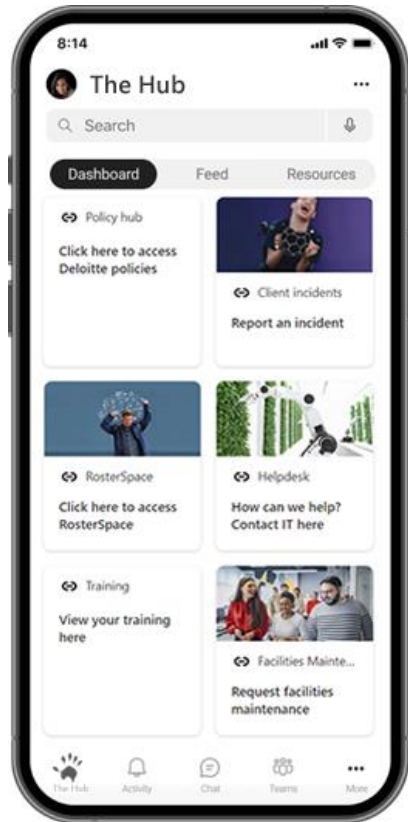 8:14
The Hub
Search
Dashboard
Feed
Resources
Policy hub
Click here to access
Deloitte policies
Client incidents
Report an incident
RosterSpace
Click here to access
RosterSpace
Helpdesk
How can we help?
Contact IT here
Training
View your training
here
Facilities Mainte...
Request facilities
maintenance
The Hub
Activity
Chat
Teams
More